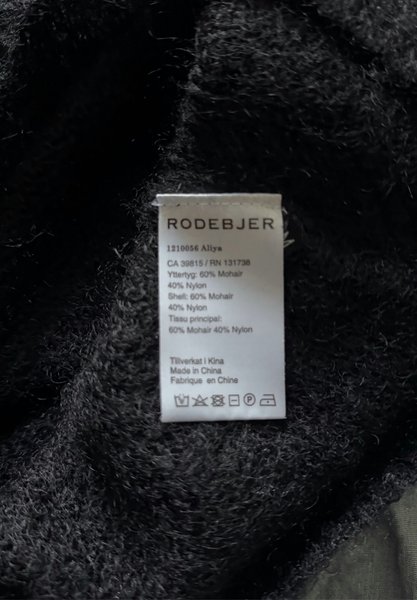 RODEBJER
1210056 Aliya
CA 39815 / RN 131738
Yttertyg: 60% Mohair
40% Nylon
Shell: 60% Mohair
40% Nylon
Tissu principal:
60% Mohair 40% Nylon
Tillverkat i Kina
Made in China
Fabrique en Chine